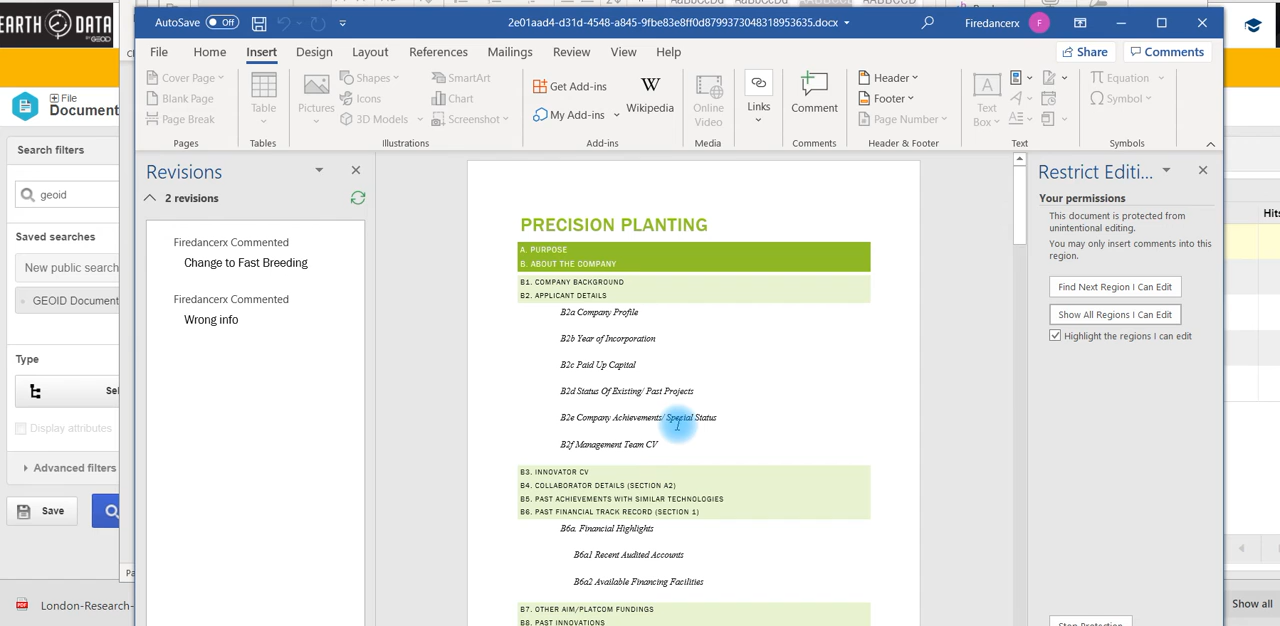 EARTH DATA
BY GEOID
File
Document
Search filters
geoid
Saved searches
New public search
GEOID Document
Type
Sel
Display attributes
Advanced filters
Save
London-Research-
Pa
AutoSave Off
2e01aad4-d31d-4548-a845-9fbe83e8ff0d8799373048318953635.docx
Firedancerx F
File Home Insert Design Layout References Mailings Review View Help
Share Comments
Cover Page
Blank Page
Page Break
Pages
Table
Tables
Pictures
Shapes
Icons
3D Models
SmartArt
Chart
Screenshot
Illustrations
Get Add-ins
My Add-ins
W
Wikipedia
Add-ins
Online
Video
Media
Links
Comment
Comments
Header
Footer
Page Number
Header & Footer
Text
Box
Text
Equation
Symbol
Symbols
Revisions
2 revisions
Firedancerx Commented
Change to Fast Breeding
Firedancerx Commented
Wrong info
PRECISION PLANTING
A. PURPOSE
B. ABOUT THE COMPANY
B1. COMPANY BACKGROUND
B2. APPLICANT DETAILS
B2a Company Profile
B2b Year of Incorporation
B2c Paid Up Capital
B2d Status Of Existing/ Past Projects
B2e Company Achievements/ Special Status
B2f Management Team CV
B3. INNOVATOR CV
B4. COLLABORATOR DETAILS (SECTION A2)
B5. PAST ACHIEVEMENTS WITH SIMILAR TECHNOLOGIES
B6. PAST FINANCIAL TRACK RECORD (SECTION 1)
B6a. Financial Highlights
B6a1 Recent Audited Accounts
B6a2 Available Financing Facilities
B7. OTHER AIM/PLATCOM FUNDINGS
B8. PAST INNOVATIONS
Restrict Editi...
Your permissions
This document is protected from
unintentional editing.
You may only insert comments into this
region.
Find Next Region I Can Edit
Show All Regions I Can Edit
Highlight the regions I can edit
Stop Protection
Hits
Show all